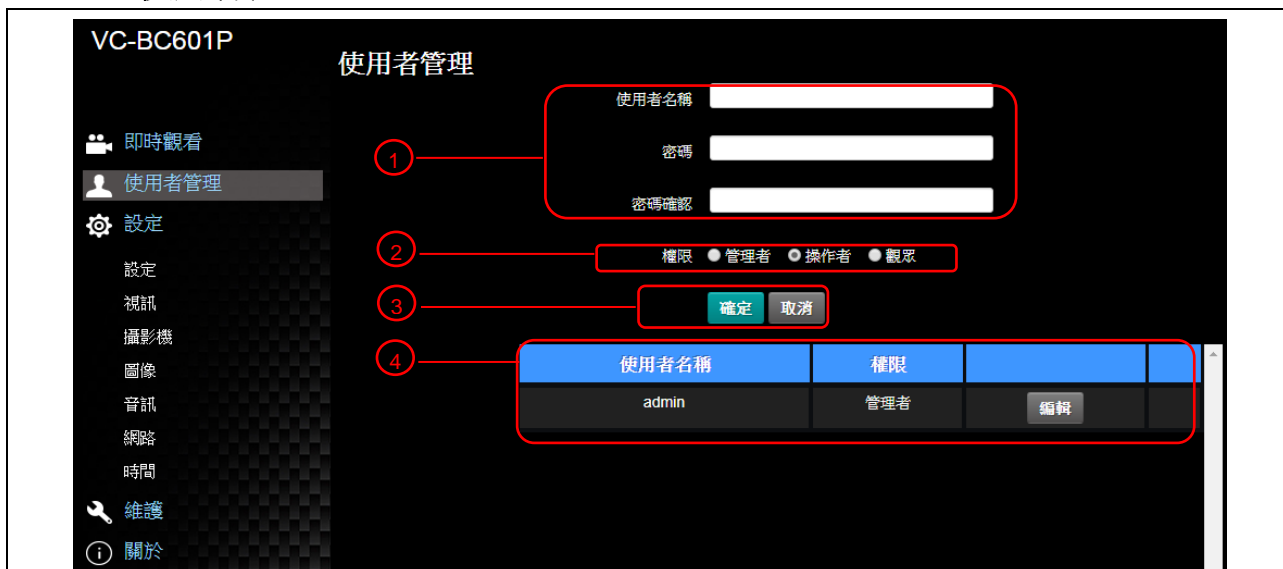 VC-BC601P
使用者管理
使用者名稱
即時觀看
密碼
1
使用者管理
密碼確認
設定
2
權限 管理者 操作者 觀眾
設定
視訊
3
確定 取消
攝影機
4
使用者名稱 權限
圖像
音訊
admin 管理者 編輯
網路
時間
維護
關於